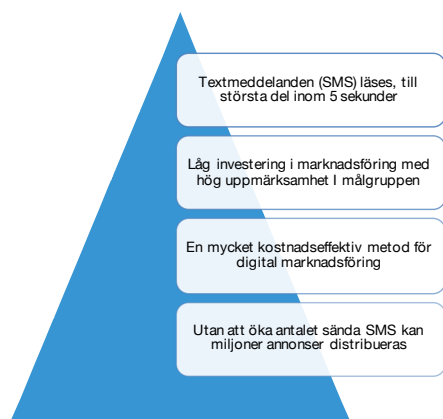 Textmeddelanden (SMS) läses, till
största del inom 5 sekunder
Låg investering i marknadsföring med
hög uppmärksamhet I målgruppen
En mycket kostnadseffektiv metod för
digital marknadsföring
Utan att öka antalet sända SMS kan
miljoner annonser distribueras